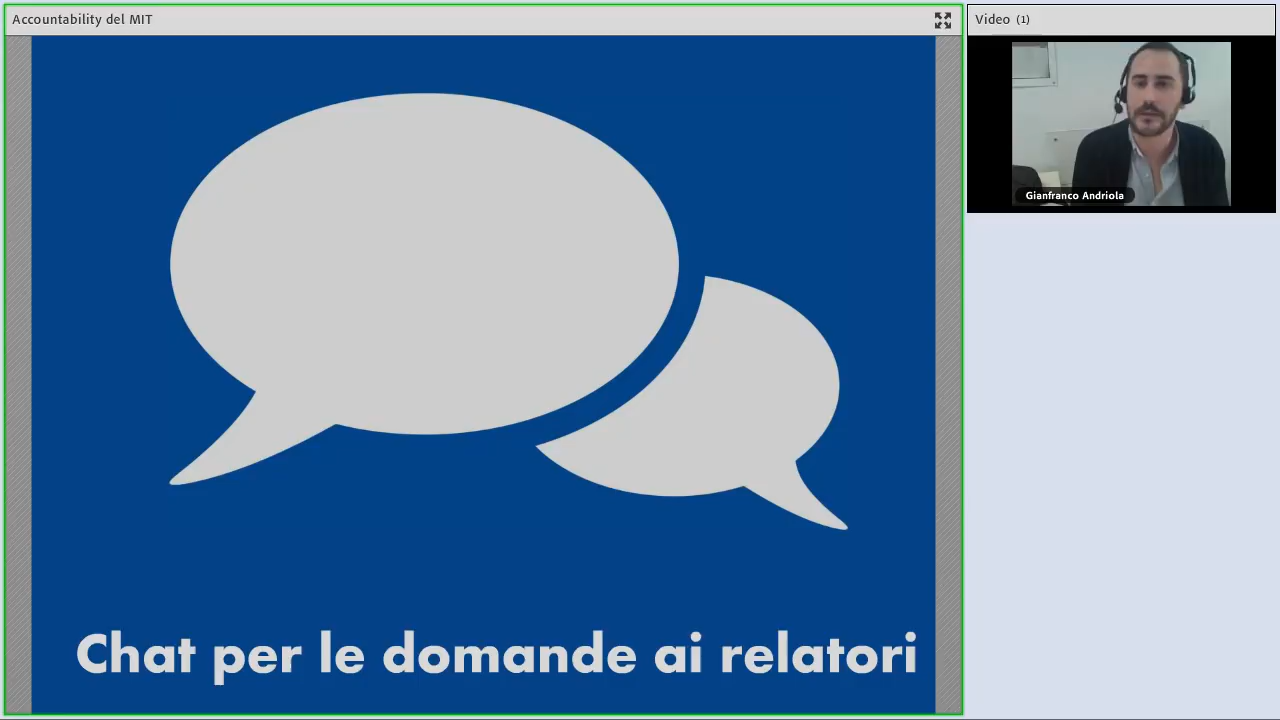 Accountability del MIT
Video (1)
Gianfranco Andriola
Chat per le domande ai relatori